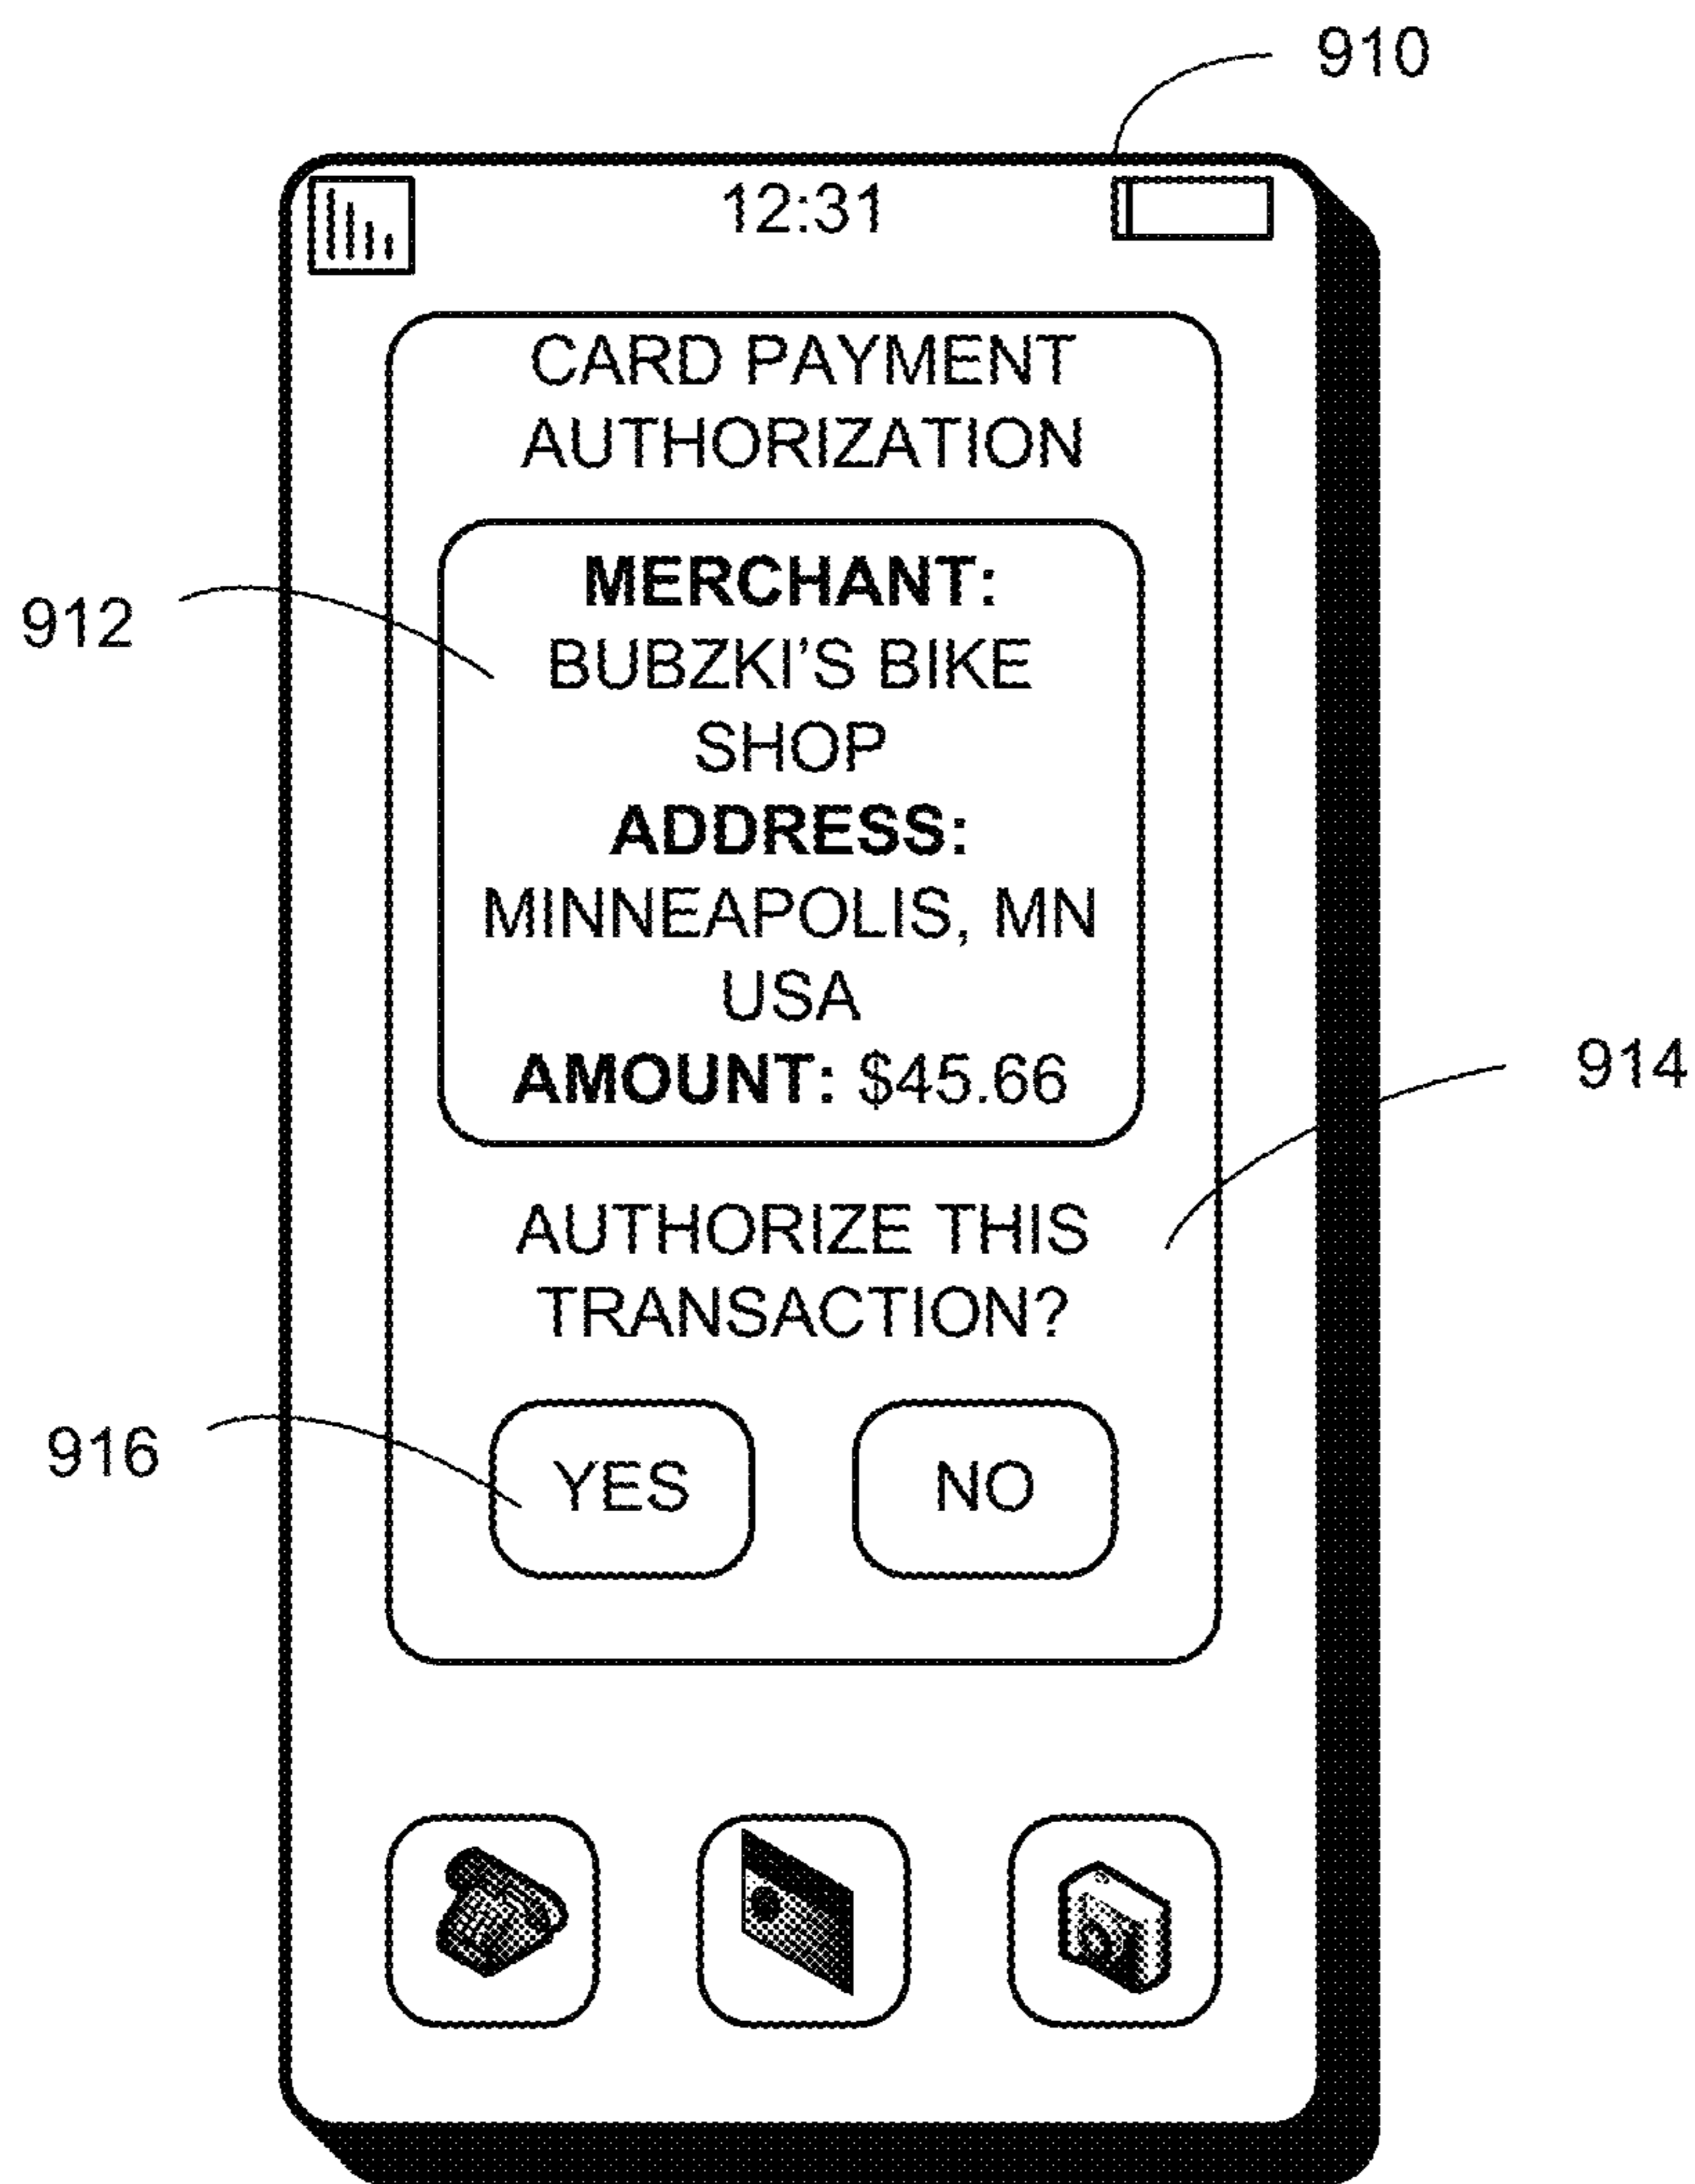 910
12:31
CARD PAYMENT
AUTHORIZATION
912
MERCHANT:
BUBZKI’S BIKE
SHOP
ADDRESS:
MINNEAPOLIS, MN
USA
AMOUNT: $45.66
914
AUTHORIZE THIS
TRANSACTION?
916
YES
NO